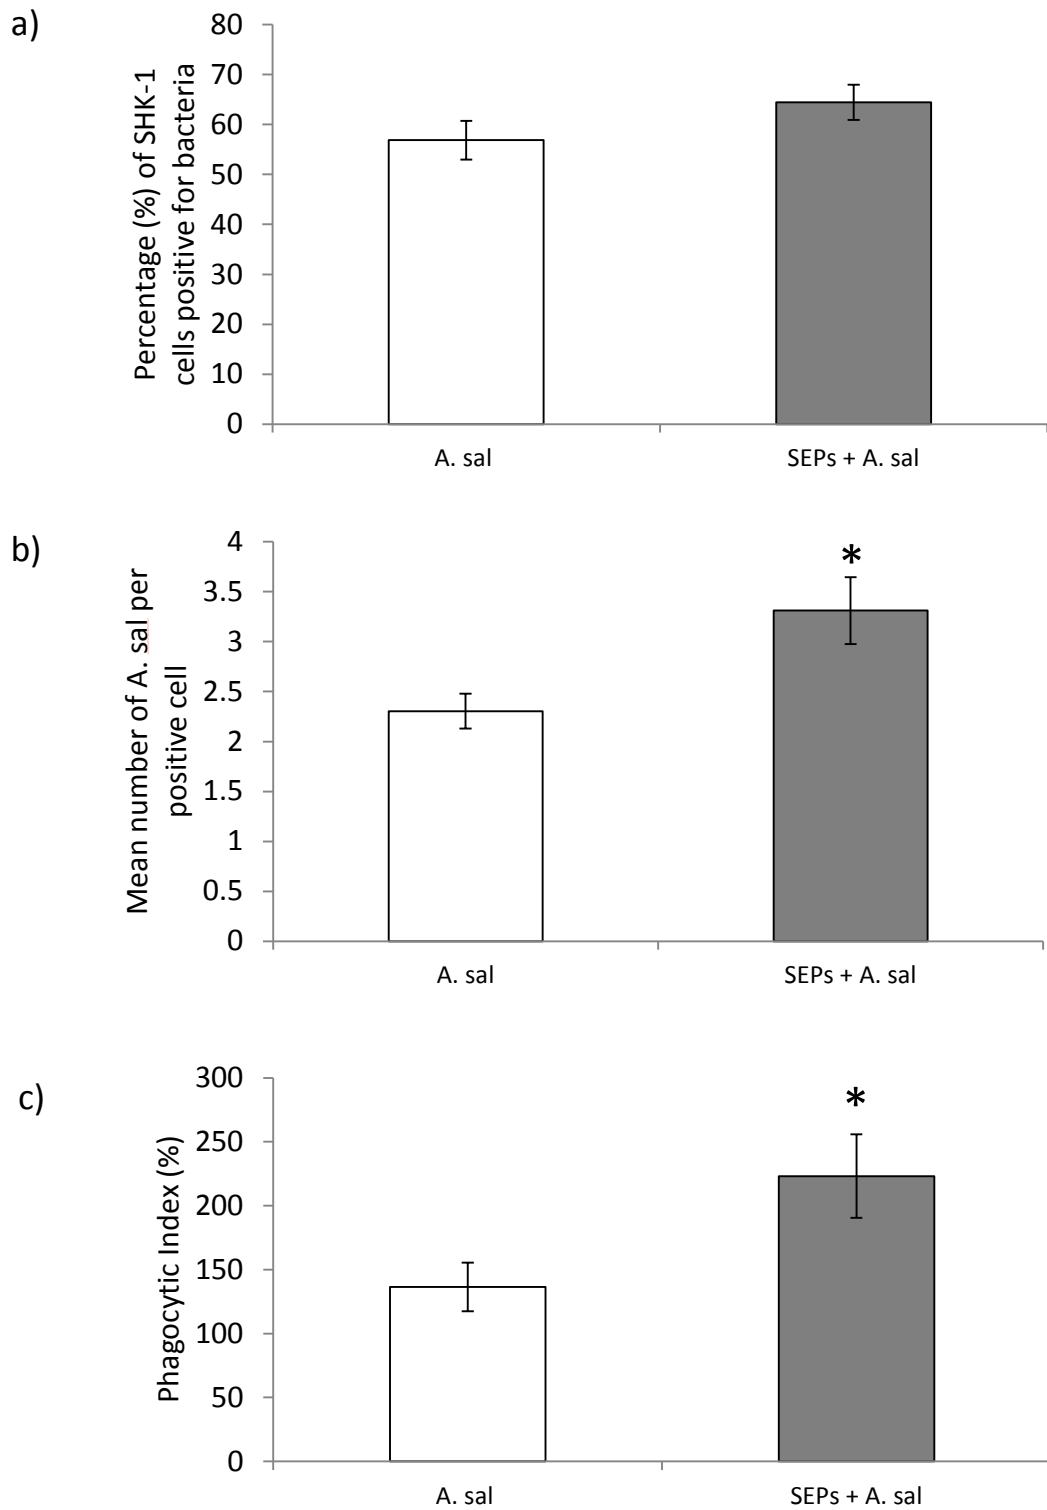 a)
Percentage (%) of SHK-1
cells positive for bacteria
80
70
60
50
40
30
20
10
0
A. sal
SEPs + A. sal
b)
Mean number of A. sal per
positive cell
4
3.5
3
2.5
2
1.5
1
0.5
0
*
A. sal
SEPs + A. sal
c)
Phagocytic Index (%)
300
250
200
150
100
50
0
*
A. sal
SEPs + A. sal